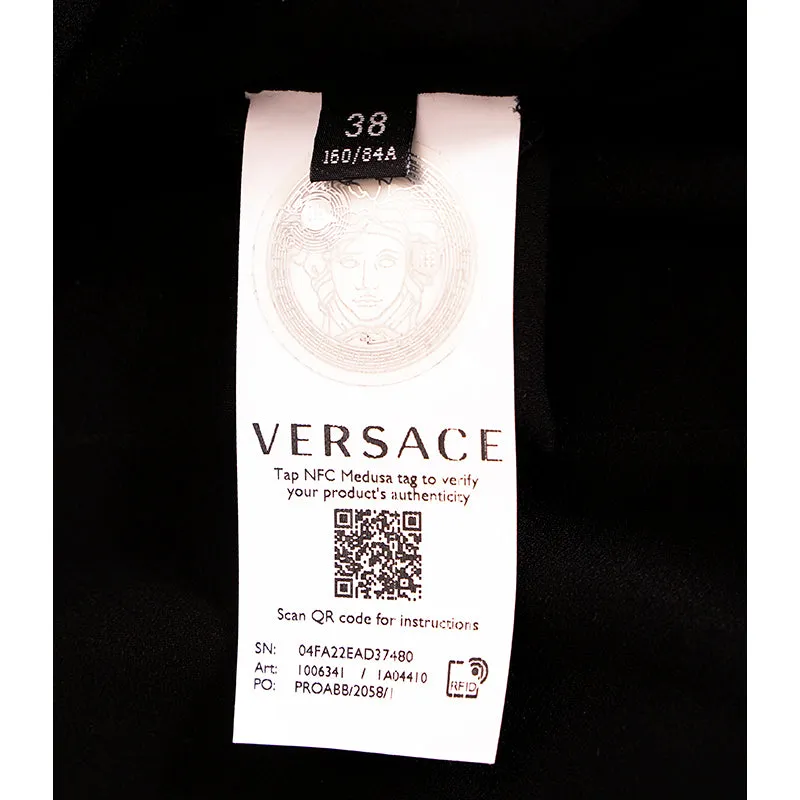 38
160/84A
VERSACE
Tap NFC Medusa tag to verify
your product's authenticity
Scan QR code for instructions
SN: 04FA22EAD37480
Art: 1006341 / 1A04410
PO: PROABB/2058/1
RFID